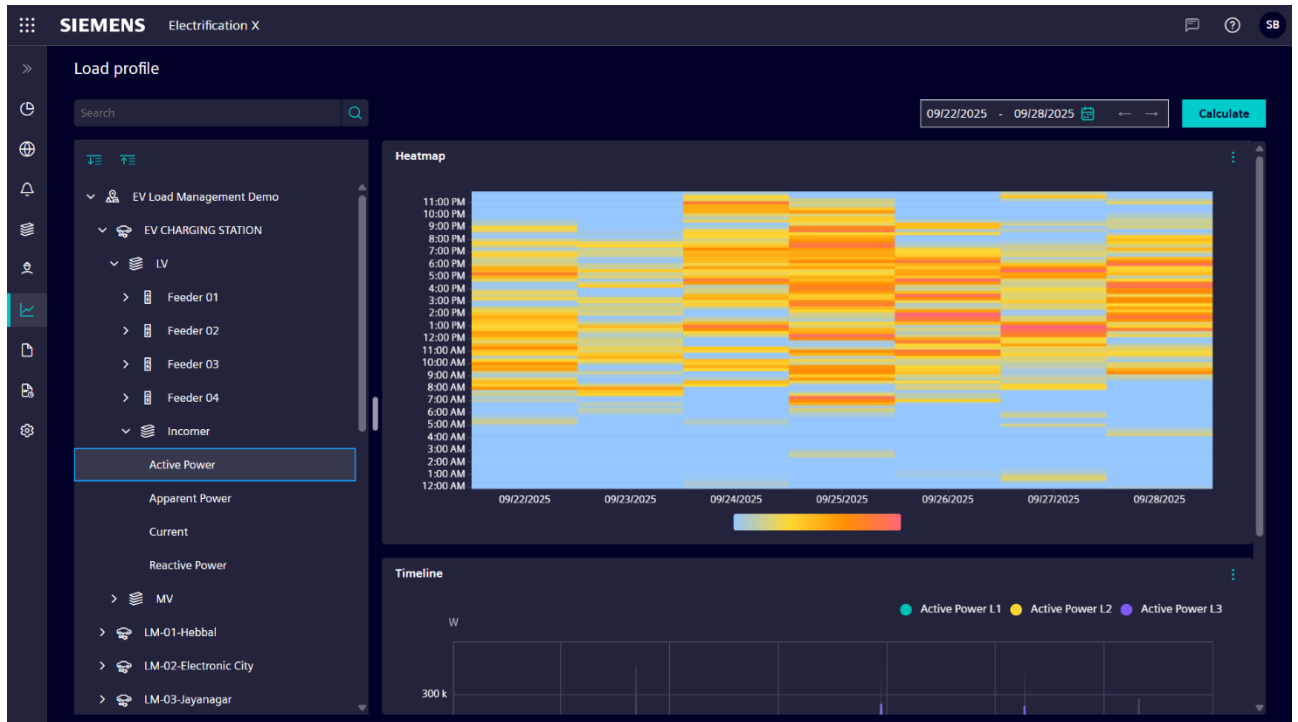 SIEMENS Electrification X SB
Load profile
Search
09/22/2025 - 09/28/2025 Calculate
EV Load Management Demo
EV CHARGING STATION
LV
Feeder 01
Feeder 02
Feeder 03
Feeder 04
Incomer
Active Power
Apparent Power
Current
Reactive Power
MV
LM-01-Hebbal
LM-02-Electronic City
LM-03-Jayanagar
Heatmap
11:00 PM
10:00 PM
9:00 PM
8:00 PM
7:00 PM
6:00 PM
5:00 PM
4:00 PM
3:00 PM
2:00 PM
1:00 PM
12:00 PM
11:00 AM
10:00 AM
9:00 AM
8:00 AM
7:00 AM
6:00 AM
5:00 AM
4:00 AM
3:00 AM
2:00 AM
1:00 AM
12:00 AM
09/22/2025 09/23/2025 09/24/2025 09/25/2025 09/26/2025 09/27/2025 09/28/2025
Timeline
Active Power L1 Active Power L2 Active Power L3
W
300 k